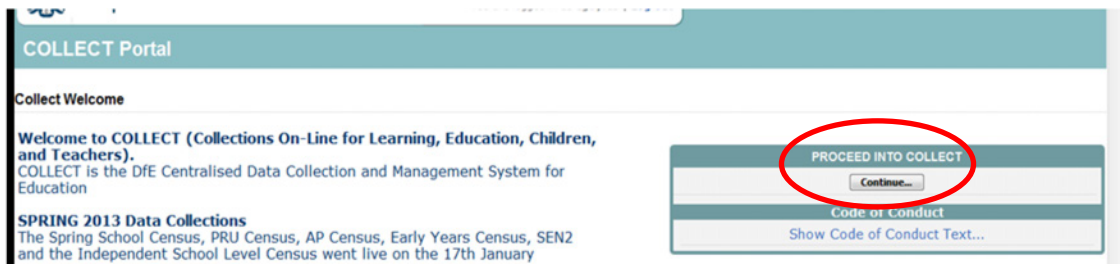 COLLECT Portal
Collect Welcome
Welcome to COLLECT (Collections On-Line for Learning, Education, Children,
and Teachers).
COLLECT is the DfE Centralised Data Collection and Management System for
Education
SPRING 2013 Data Collections
The Spring School Census, PRU Census, AP Census, Early Years Census, SEN2
and the Independent School Level Census went live on the 17th January
PROCEED INTO COLLECT
Continue...
Code of Conduct
Show Code of Conduct Text...